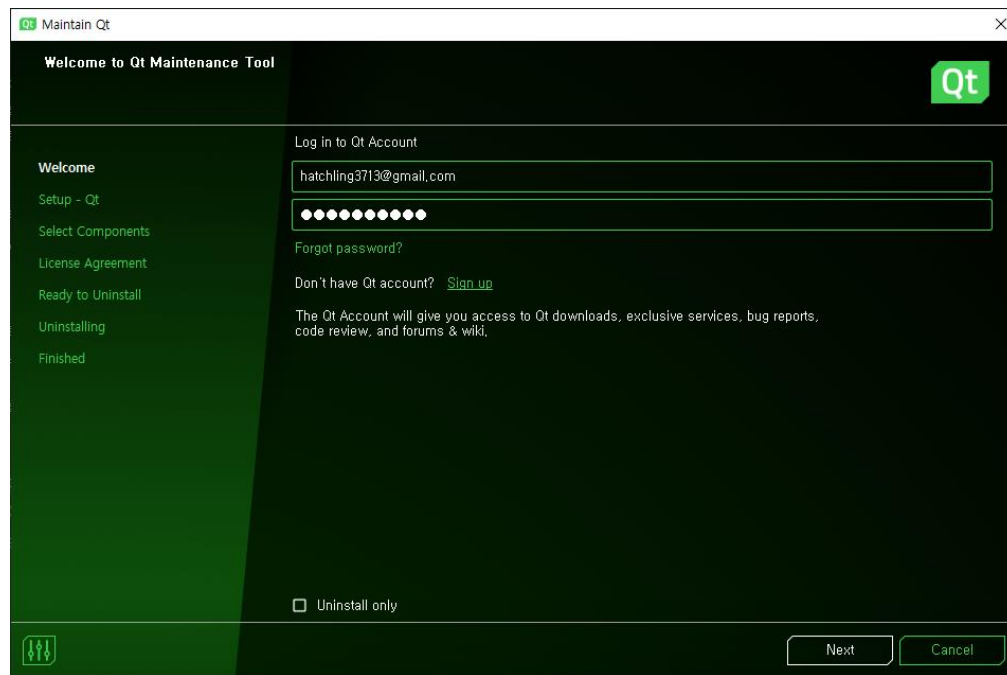 Maintain Qt
Welcome to Qt Maintenance Tool
Qt
Welcome
Setup - Qt
Select Components
License Agreement
Ready to Uninstall
Uninstalling
Finished
Log in to Qt Account
hatchling3713@gmail.com
●●●●●●●●●●
Forgot password?
Don't have Qt account? Sign up
The Qt Account will give you access to Qt downloads, exclusive services, bug reports,
code review, and forums & wiki.
Uninstall only
Next
Cancel